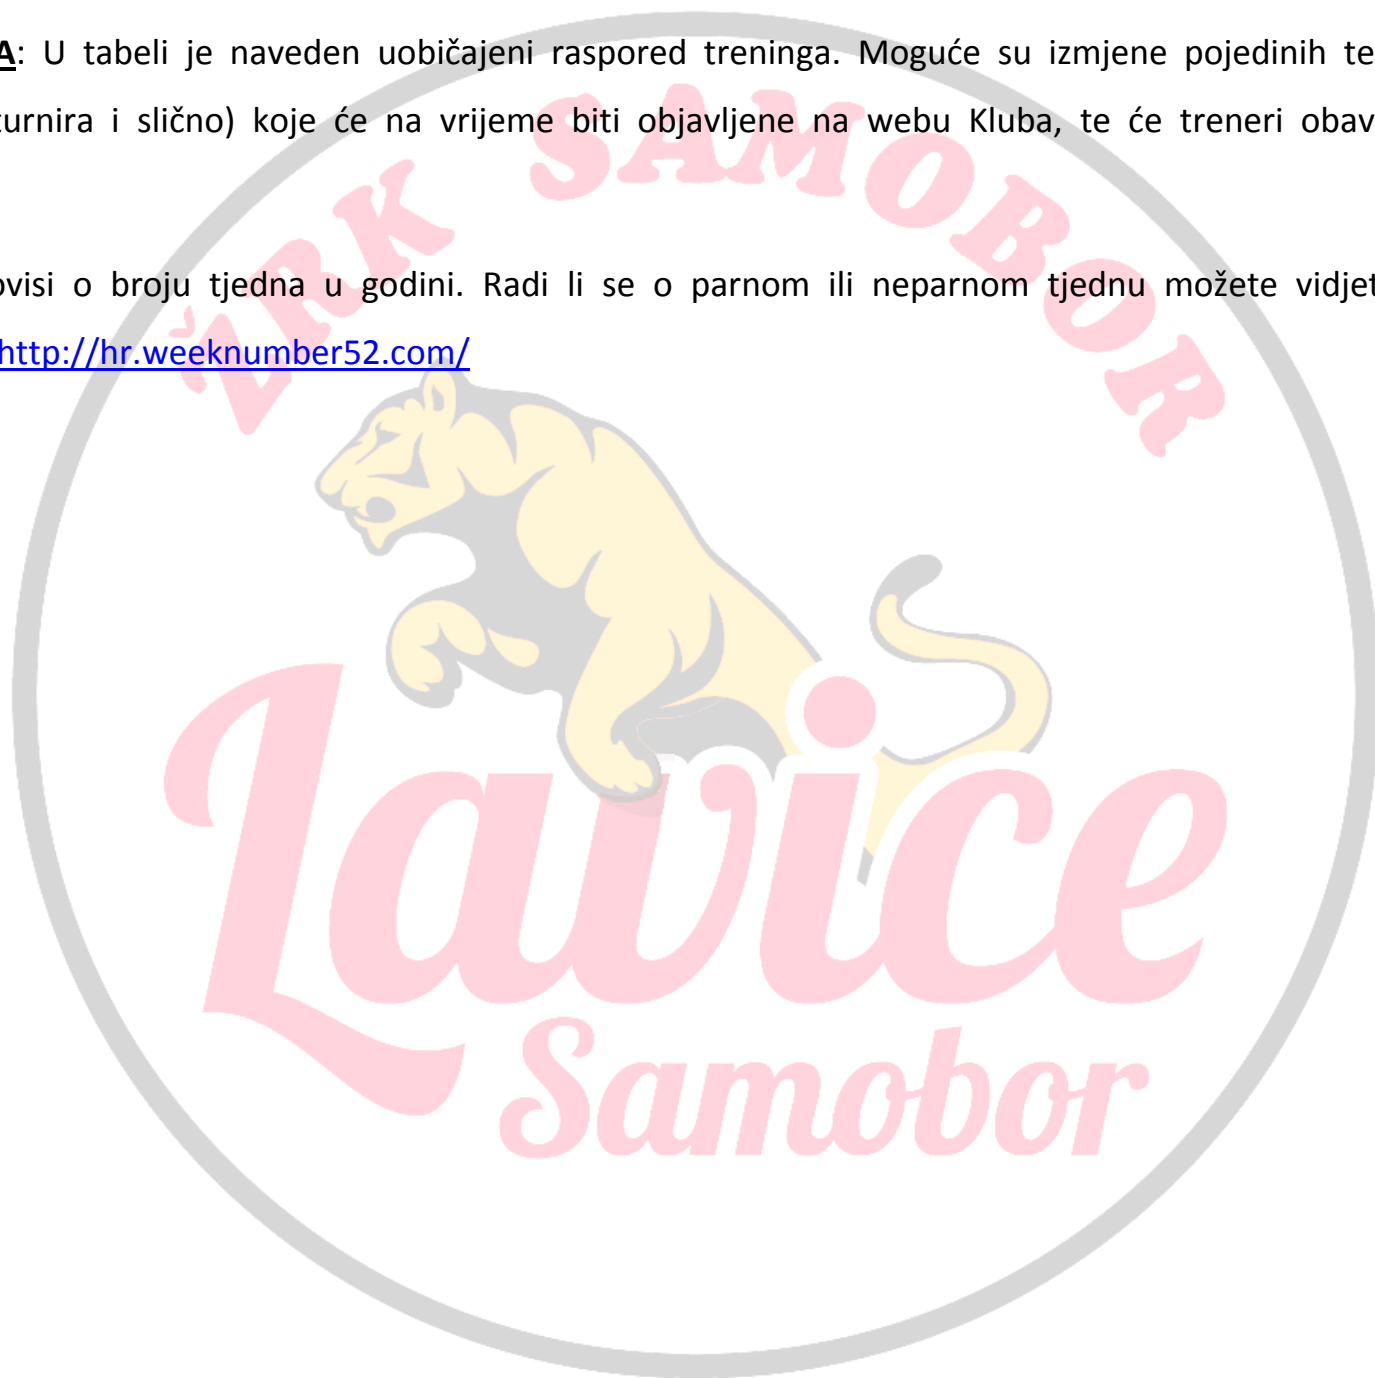 A: U tabeli je naveden uobičajeni raspored treninga. Moguće su izmjene pojedinih te
turnira i slično) koje će na vrijeme biti objavljene na webu Kluba, te će treneri obav
ovisi o broju tjedna u godini. Radi li se o parnom ili neparnom tjednu možete vidjet
http://hr.weeknumber52.com/
ŽRK SAMOBOR
Lavice
Samobor